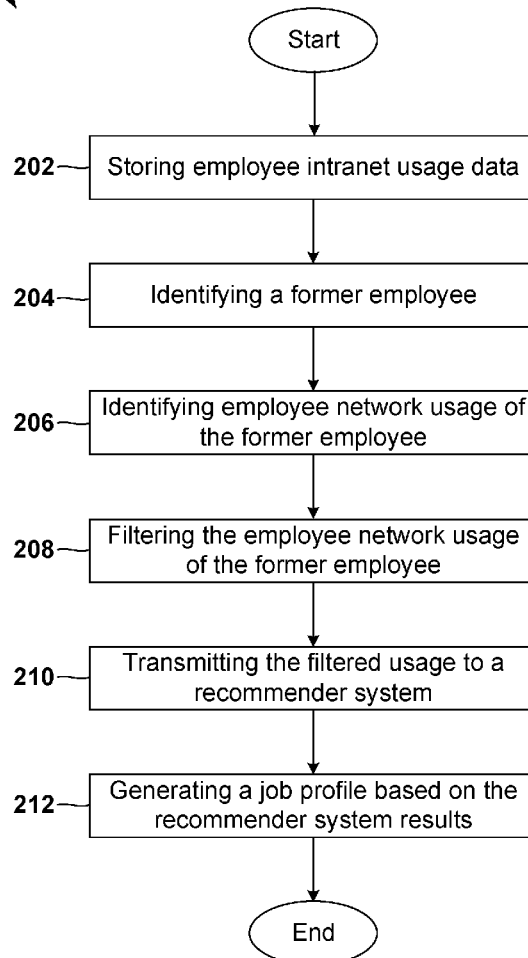 Start
202 Storing employee intranet usage data
204 Identifying a former employee
206 Identifying employee network usage of
the former employee
208 Filtering the employee network usage
of the former employee
210 Transmitting the filtered usage to a
recommender system
212 Generating a job profile based on the
recommender system results
End